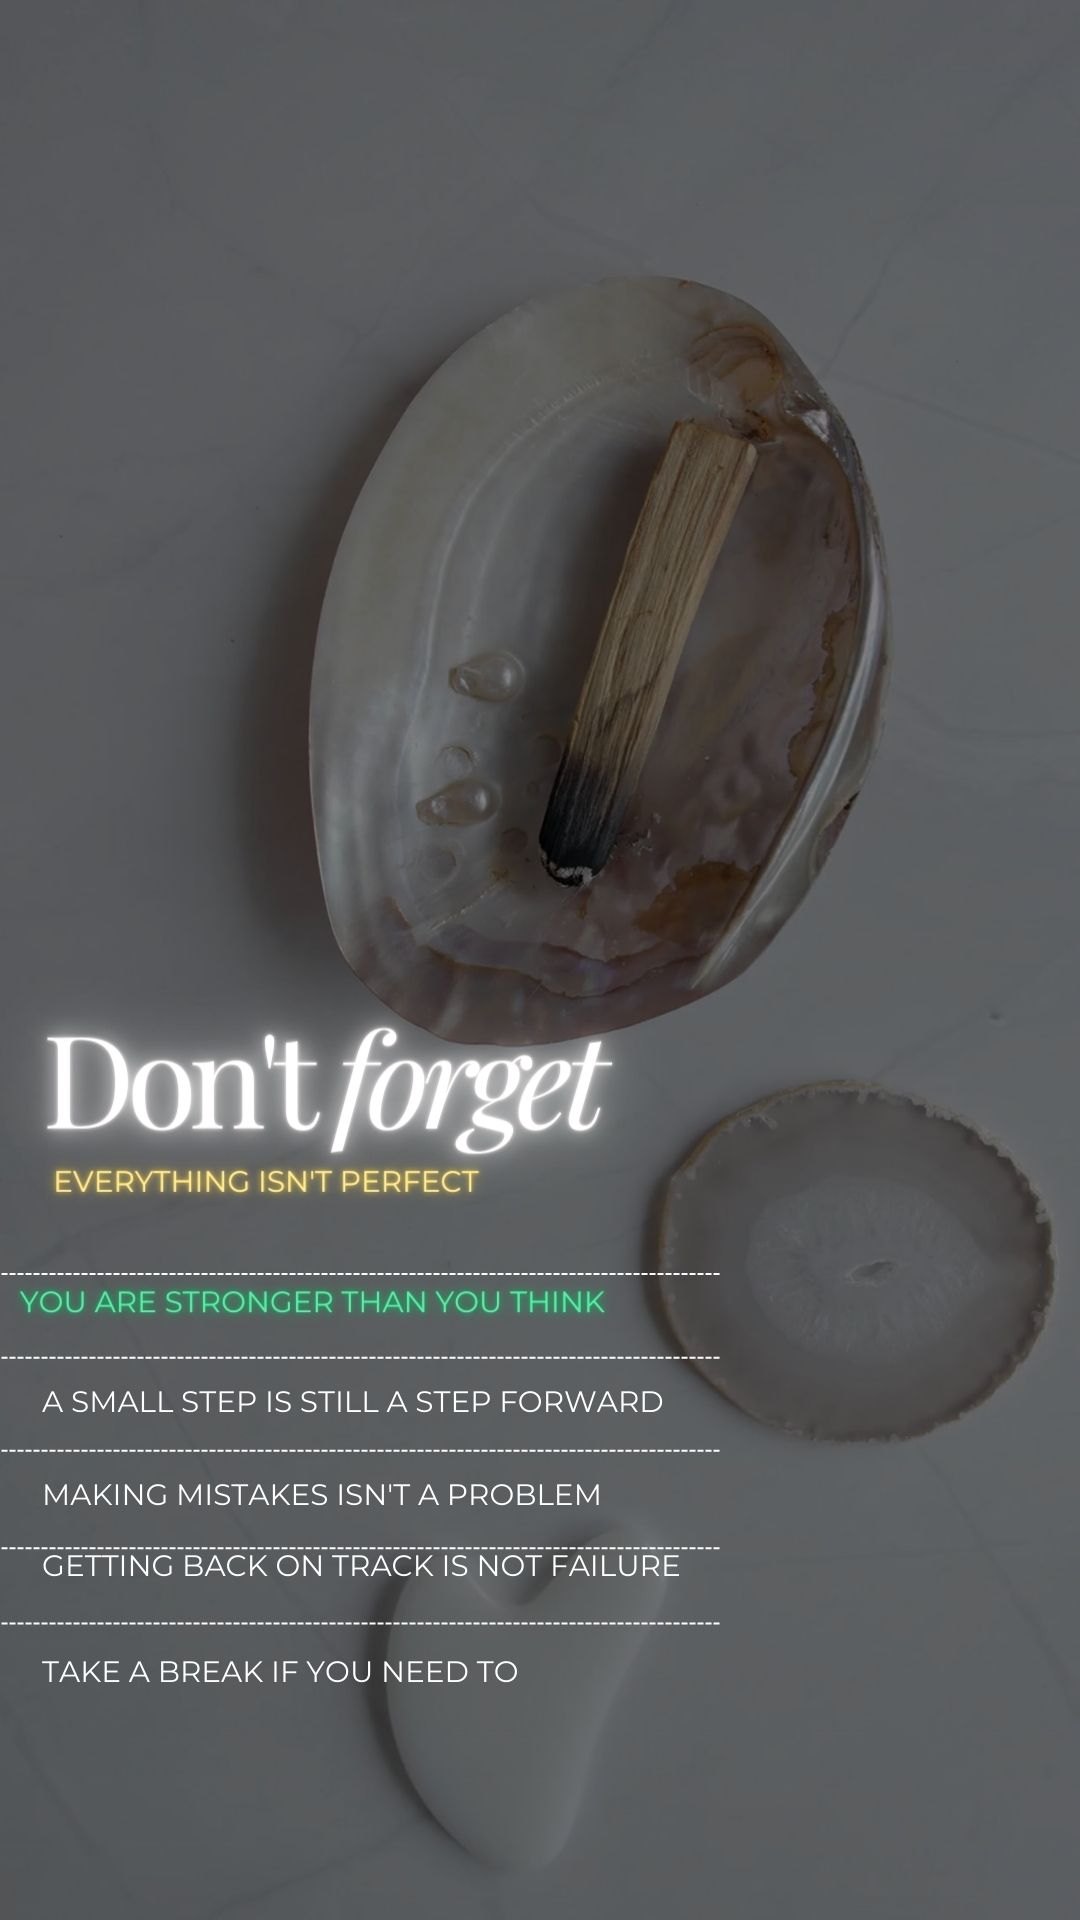 Don't forget
EVERYTHING ISN'T PERFECT
YOU ARE STRONGER THAN YOU THINK
A SMALL STEP IS STILL A STEP FORWARD
MAKING MISTAKES ISN'T A PROBLEM
GETTING BACK ON TRACK IS NOT FAILURE
TAKE A BREAK IF YOU NEED TO